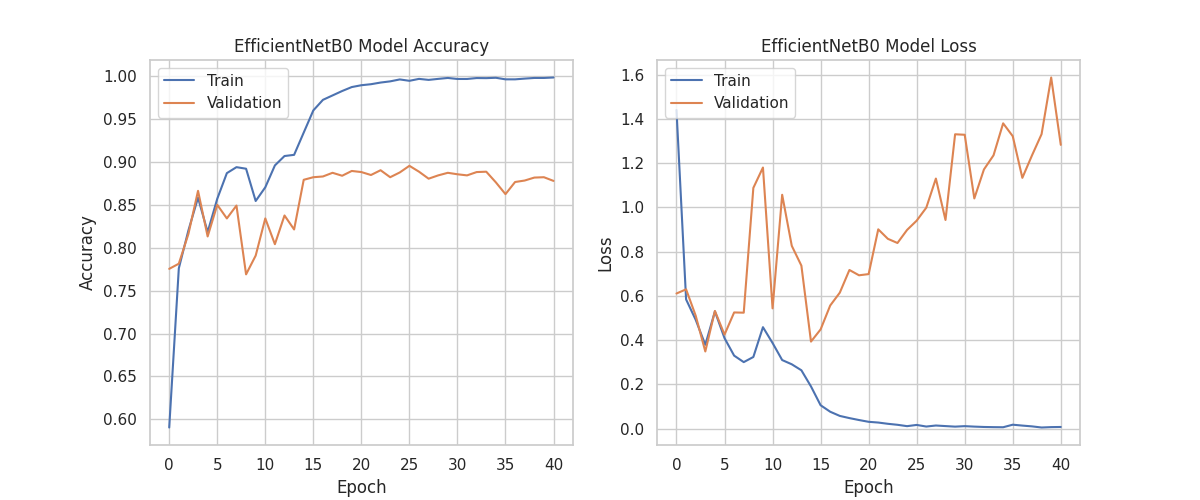 EfficientNetB0 Model Accuracy
Train
Validation
1.00
0.95
0.90
0.85
0.80
0.75
0.70
0.65
0.60
Accuracy
0 5 10 15 20 25 30 35 40
Epoch
EfficientNetB0 Model Loss
Train
Validation
1.6
1.4
1.2
1.0
0.8
0.6
0.4
0.2
0.0
Loss
0 5 10 15 20 25 30 35 40
Epoch